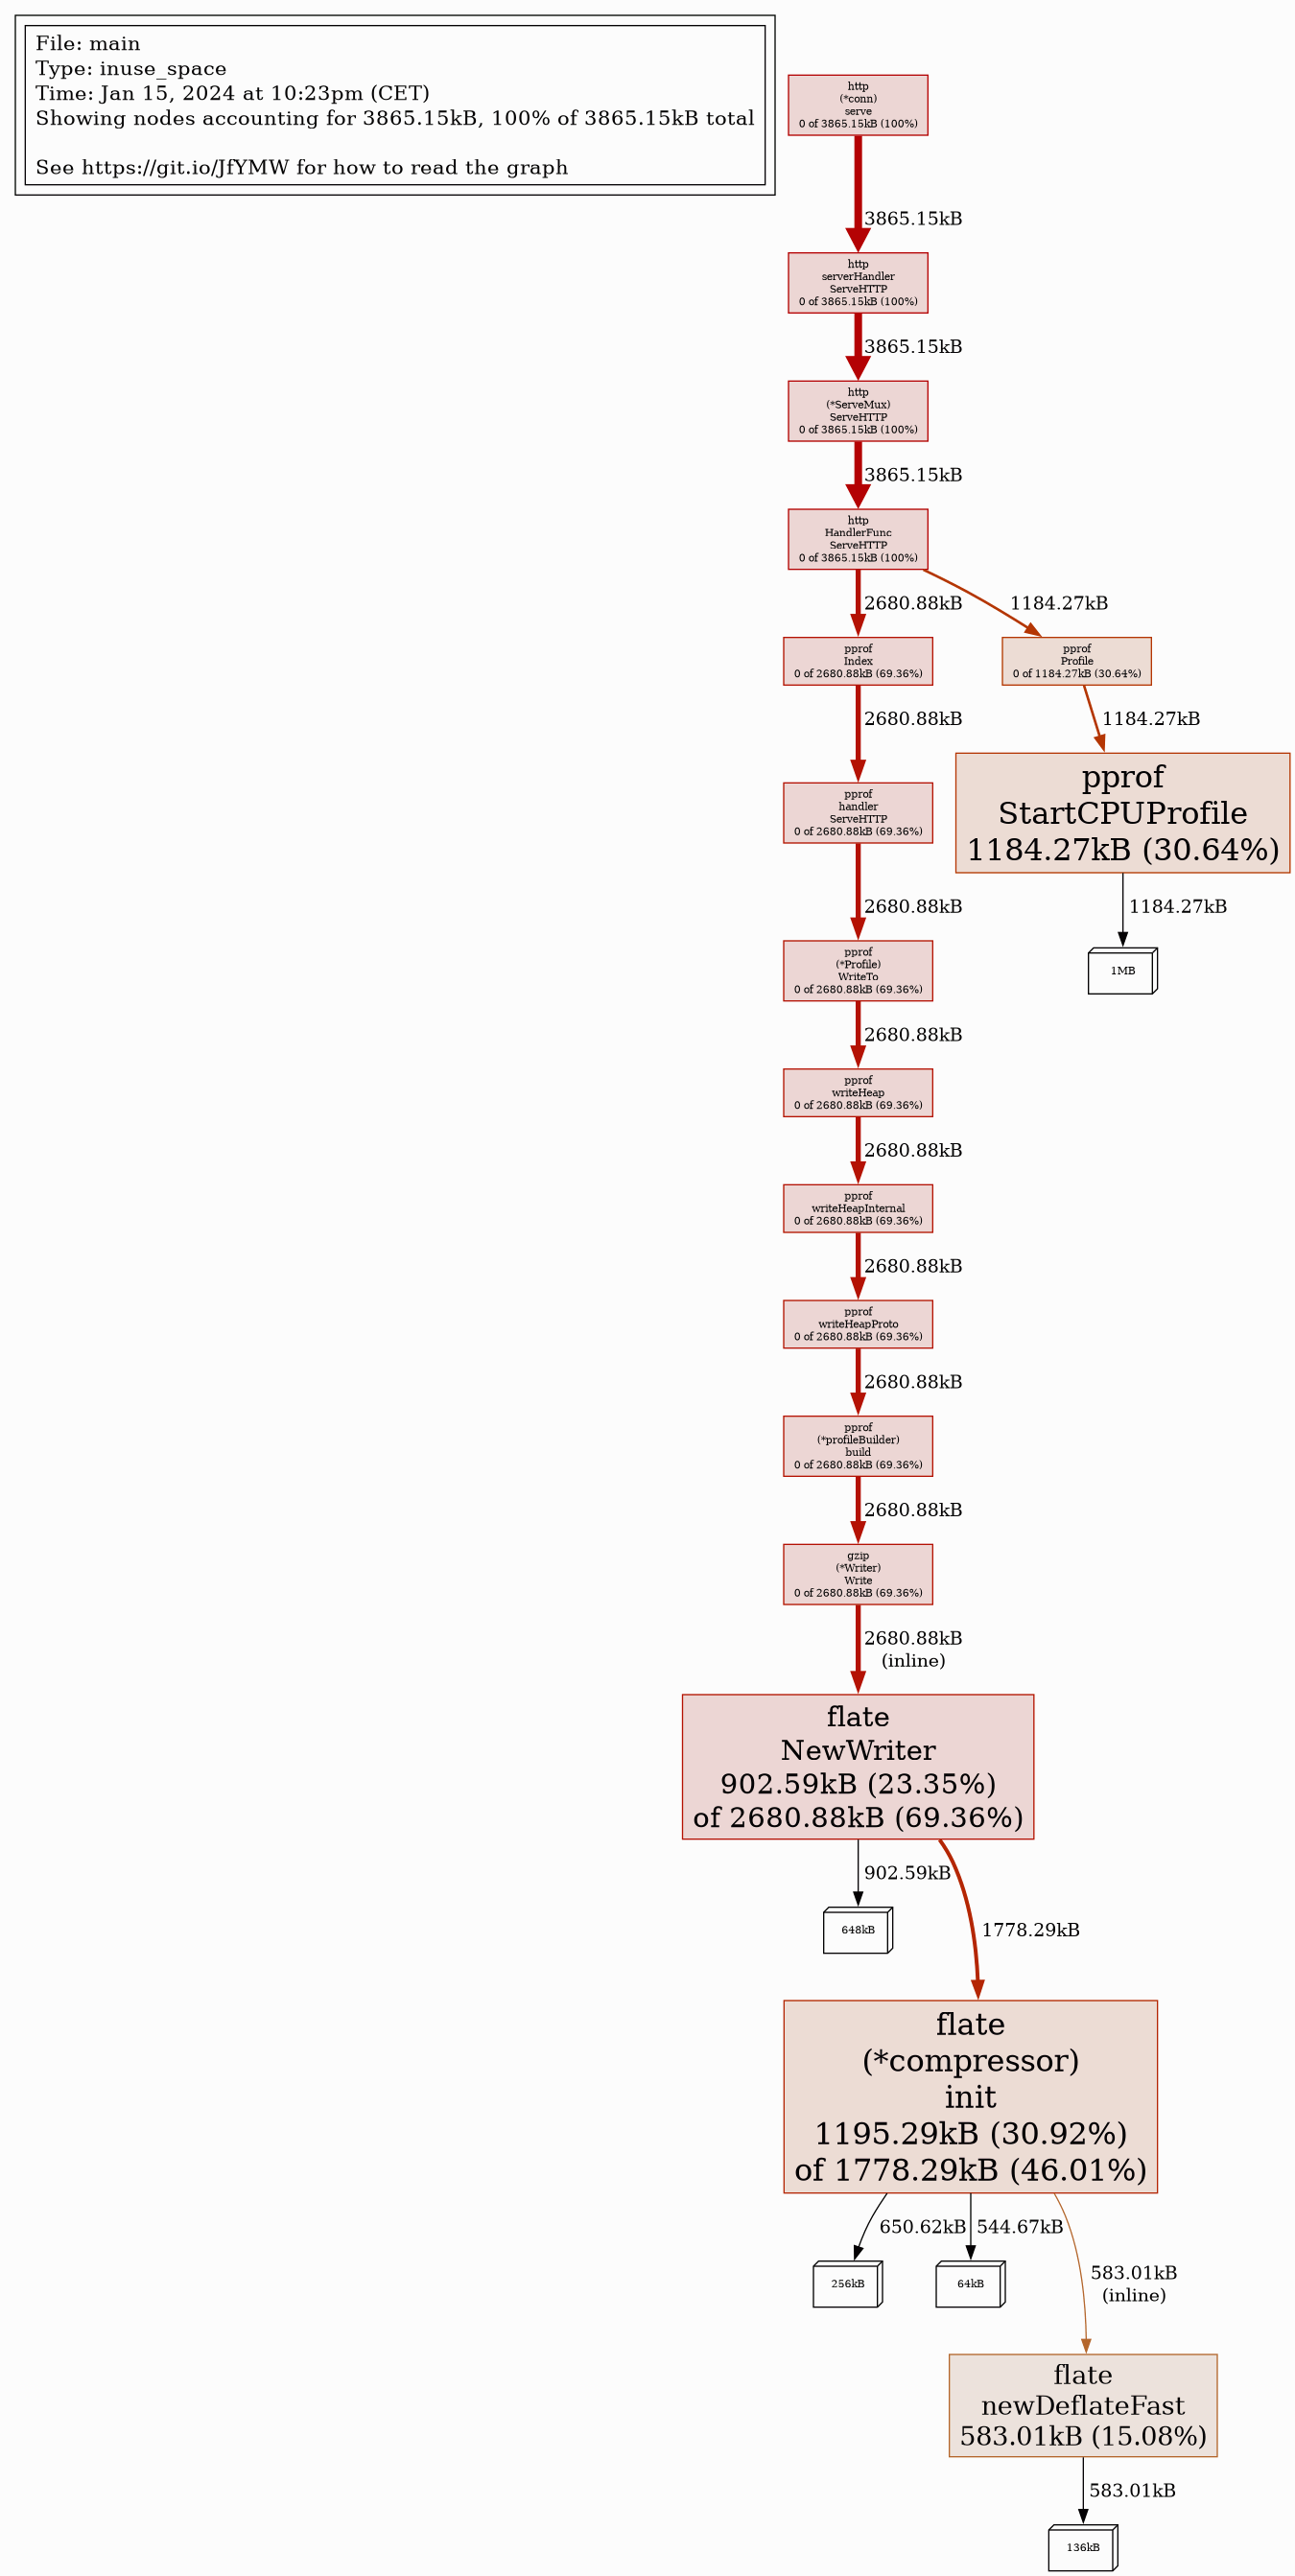 File: main
Type: inuse_space
Time: Jan 15, 2024 at 10:23pm (CET)
Showing nodes accounting for 3865.15kB, 100% of 3865.15kB total
See https://git.io/JfYMW for how to read the graph
http
(*conn)
serve
0 of 3865.15kB (100%)
3865.15kB
http
serverHandler
ServeHTTP
0 of 3865.15kB (100%)
3865.15kB
http
(*ServeMux)
ServeHTTP
0 of 3865.15kB (100%)
3865.15kB
http
HandlerFunc
ServeHTTP
0 of 3865.15kB (100%)
2680.88kB
1184.27kB
pprof
Index
0 of 2680.88kB (69.36%)
pprof
Profile
0 of 1184.27kB (30.64%)
2680.88kB
1184.27kB
pprof
handler
ServeHTTP
0 of 2680.88kB (69.36%)
pprof
StartCPUProfile
1184.27kB (30.64%)
2680.88kB
1184.27kB
pprof
(*Profile)
WriteTo
0 of 2680.88kB (69.36%)
1MB
2680.88kB
pprof
writeHeap
0 of 2680.88kB (69.36%)
2680.88kB
pprof
writeHeapInternal
0 of 2680.88kB (69.36%)
2680.88kB
pprof
writeHeapProto
0 of 2680.88kB (69.36%)
2680.88kB
pprof
(*profileBuilder)
build
0 of 2680.88kB (69.36%)
2680.88kB
gzip
(*Writer)
Write
0 of 2680.88kB (69.36%)
2680.88kB
(inline)
flate
NewWriter
902.59kB (23.35%)
of 2680.88kB (69.36%)
902.59kB
648kB
1778.29kB
flate
(*compressor)
init
1195.29kB (30.92%)
of 1778.29kB (46.01%)
650.62kB
544.67kB
583.01kB
(inline)
256kB
64kB
flate
newDeflateFast
583.01kB (15.08%)
583.01kB
136kB